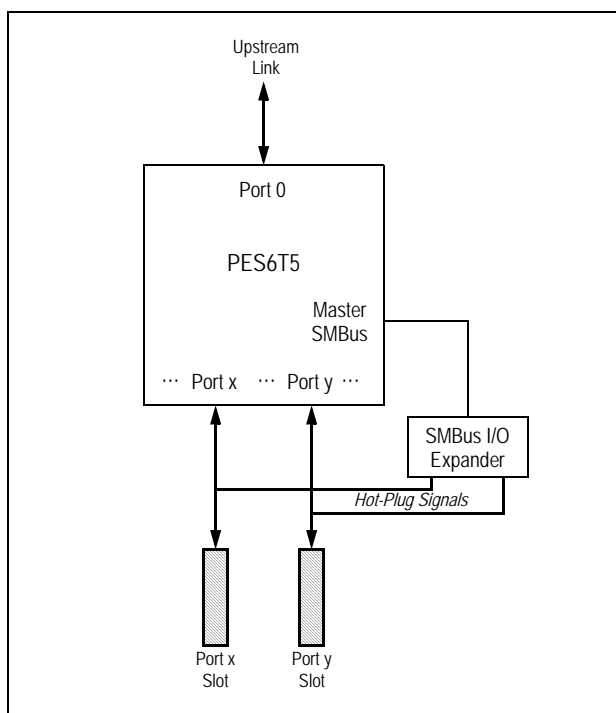 Upstream
Link
Port 0
PES6T5
Master
SMBus
··· Port x ··· Port y ···
SMBus I/O
Expander
Hot-Plug Signals
Port x
Slot
Port y
Slot